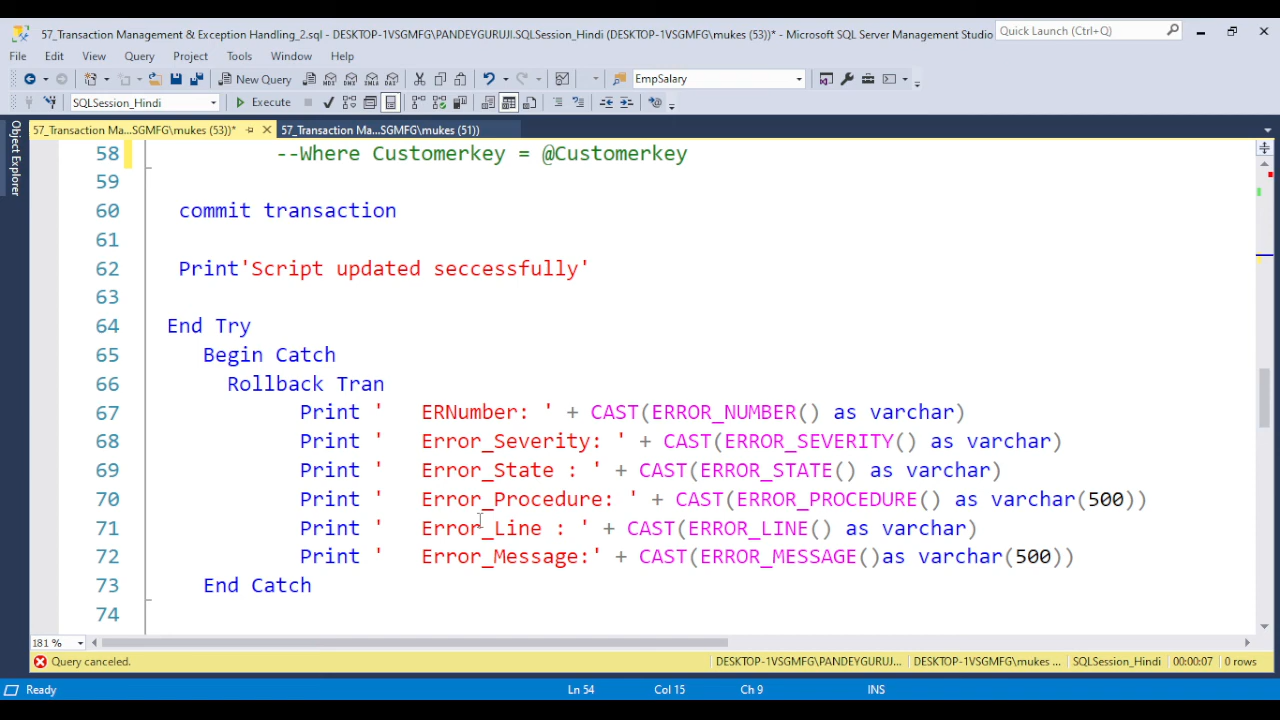 57_Transaction Management & Exception Handling_2.sql - DESKTOP-1VSGMFG\PANDEYGURUJI.SQLSession_Hindi (DESKTOP-1VSGMFG\mukes (53))* - Microsoft SQL Server Management Studio
Quick Launch (Ctrl+Q)
File Edit View Query Project Tools Window Help
New Query
EmpSalary
SQLSession_Hindi
Execute
57_Transaction Ma...SGMFG\mukes (53))*
57_Transaction Ma...SGMFG\mukes (51))
Object Explorer
58 --Where Customerkey = @Customerkey
59
60 commit transaction
61
62 Print'Script updated seccessfully'
63
64 End Try
65 Begin Catch
66 Rollback Tran
67 Print '   ERNumber: ' + CAST(ERROR_NUMBER() as varchar)
68 Print '   Error_Severity: ' + CAST(ERROR_SEVERITY() as varchar)
69 Print '   Error_State : ' + CAST(ERROR_STATE() as varchar)
70 Print '   Error_Procedure: ' + CAST(ERROR_PROCEDURE() as varchar(500))
71 Print '   Error_Line : ' + CAST(ERROR_LINE() as varchar)
72 Print '   Error_Message:' + CAST(ERROR_MESSAGE()as varchar(500))
73 End Catch
74
181 %
Query canceled.
DESKTOP-1VSGMFG\PANDEYGURUJ... DESKTOP-1VSGMFG\mukes ... SQLSession_Hindi 00:00:07 0 rows
Ready Ln 54 Col 15 Ch 9 INS